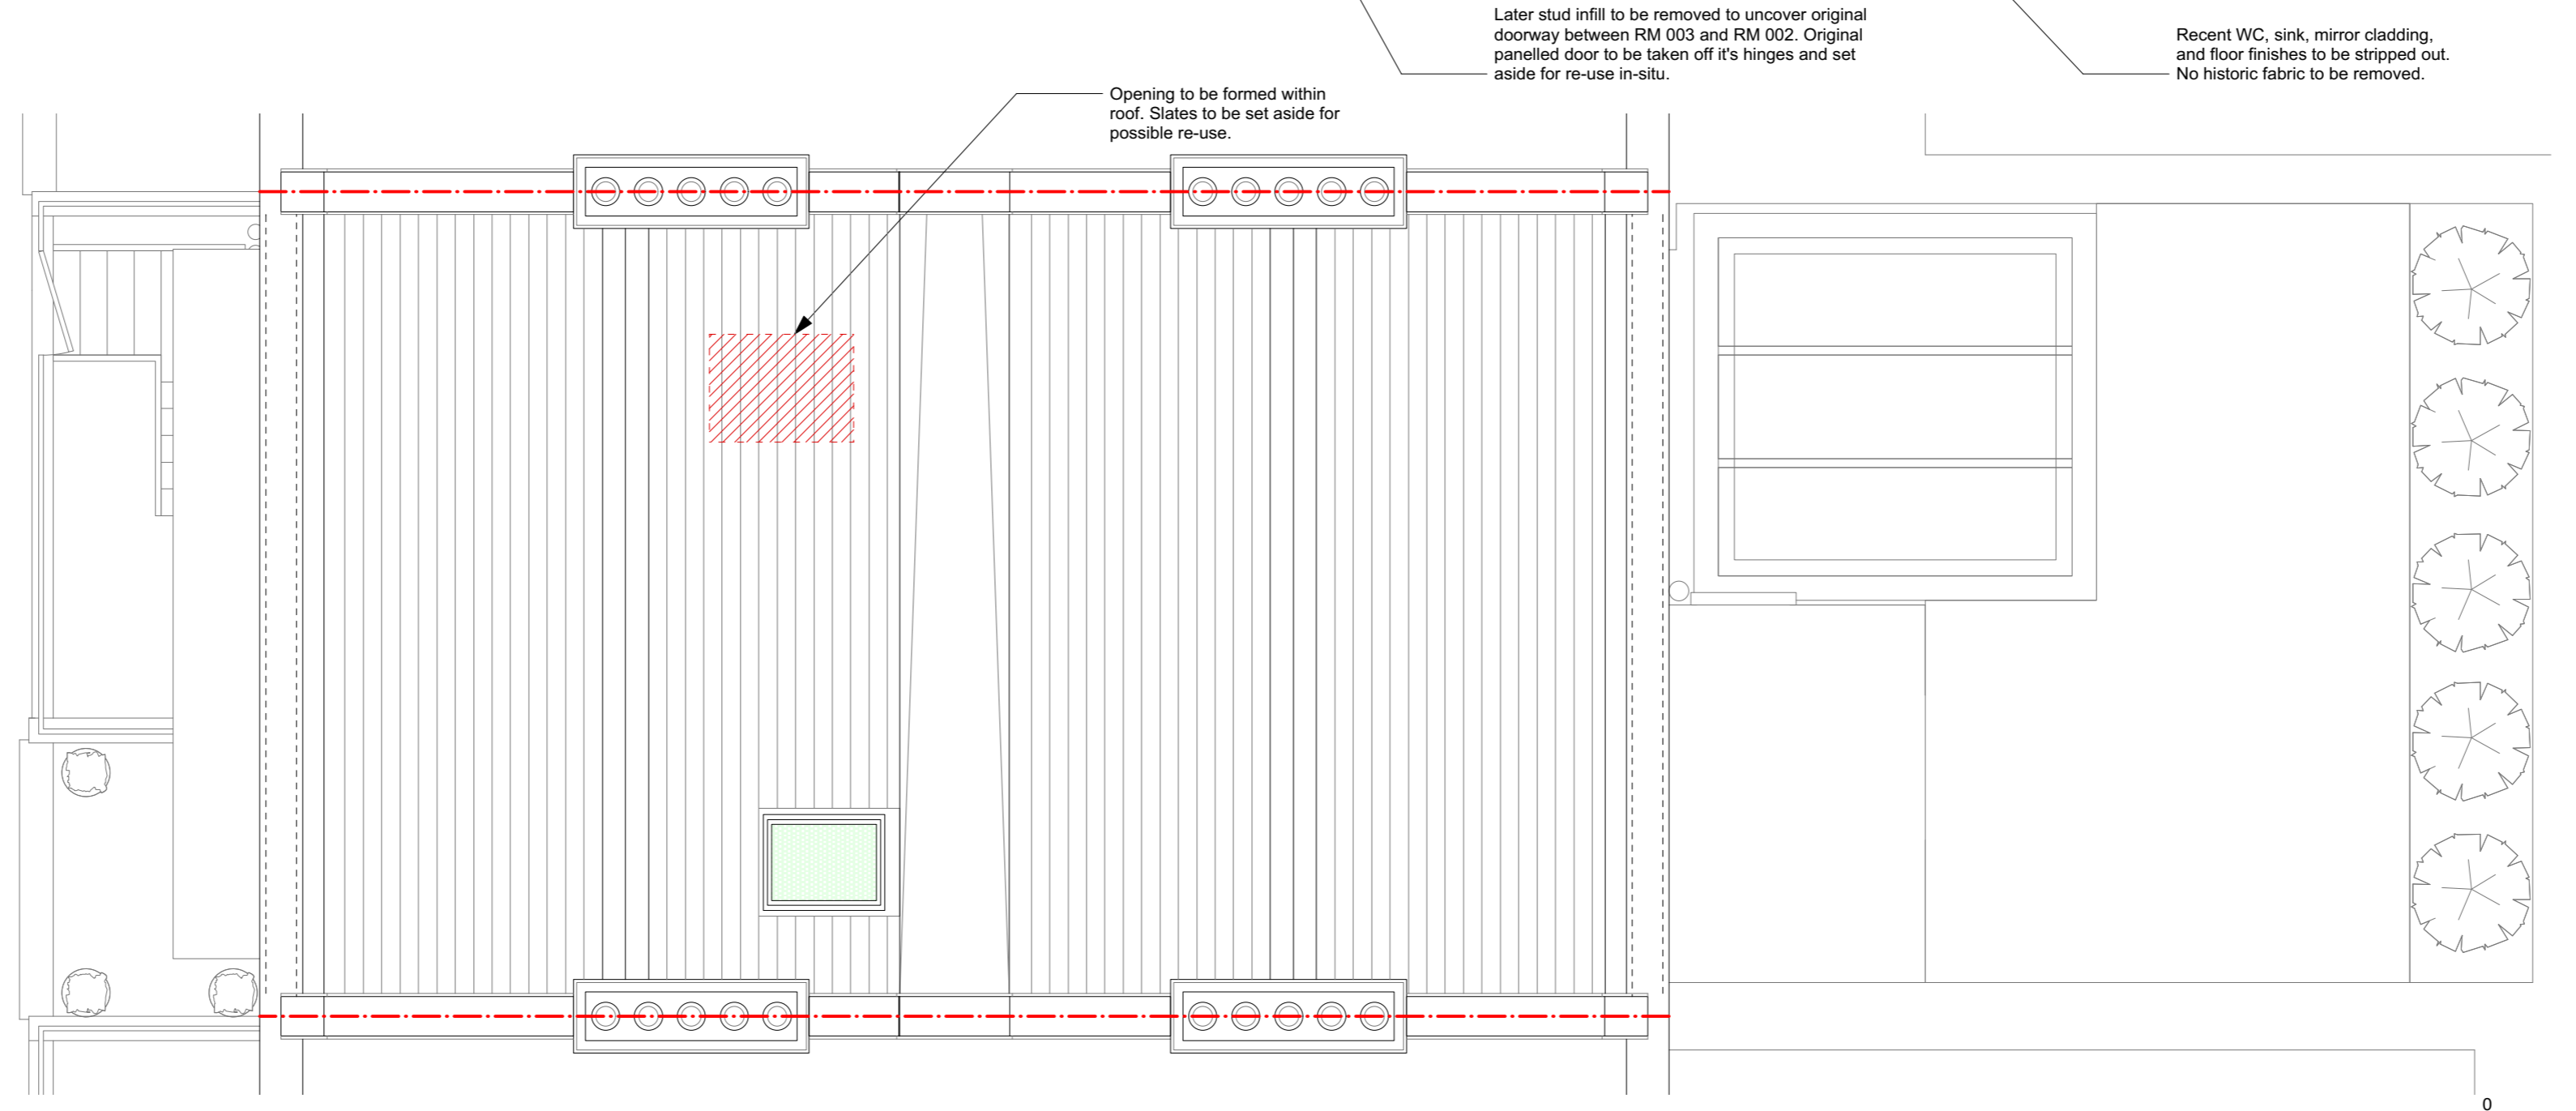 Later stud infill to be removed to uncover original
doorway between RM 003 and RM 002. Original
panelled door to be taken off it's hinges and set
aside for re-use in-situ.
Recent WC, sink, mirror cladding,
and floor finishes to be stripped out.
No historic fabric to be removed.
Opening to be formed within
roof. Slates to be set aside for
possible re-use.
0